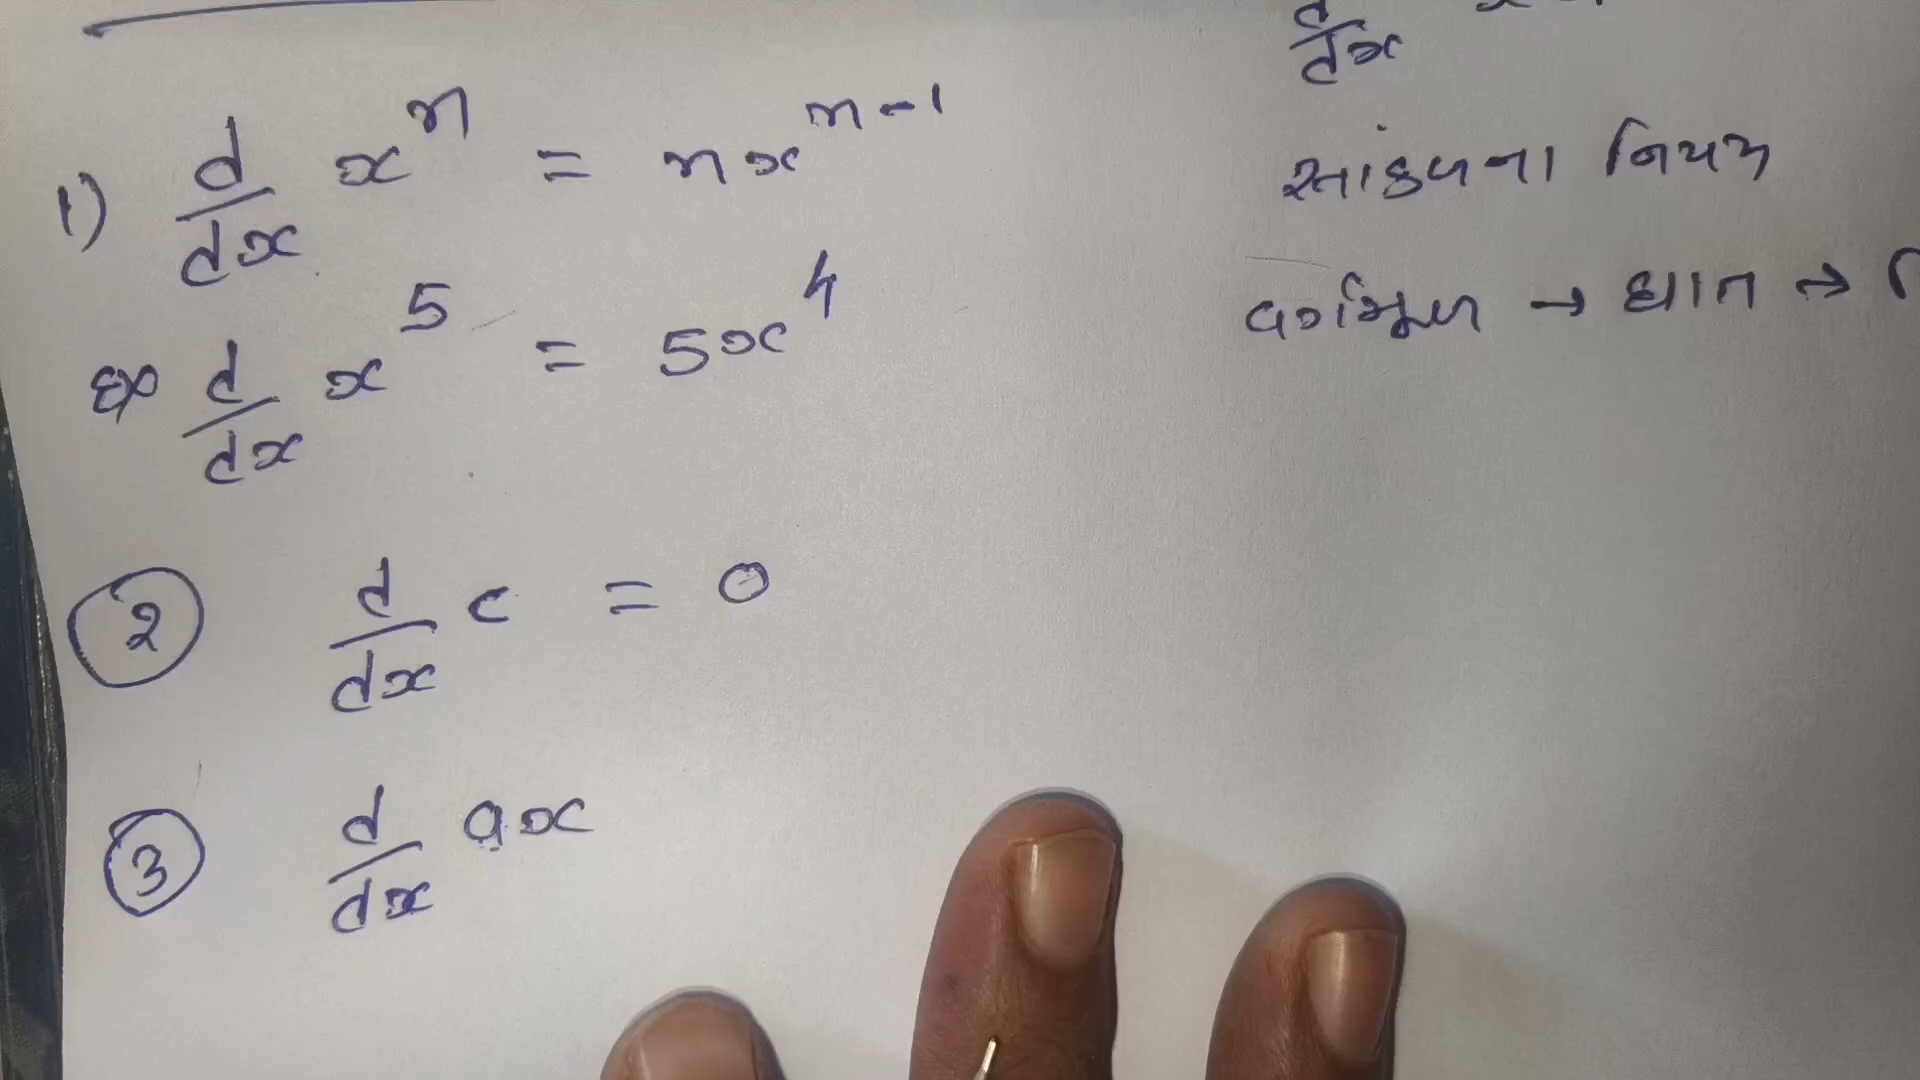 1) d/dx x^n = nx^(n-1)
Ex d/dx x^5 = 5x^4
② d/dx c = 0
③ d/dx ax
d/dx
સાંકળના નિયમ
વર્ગમૂળ → ઘાત →